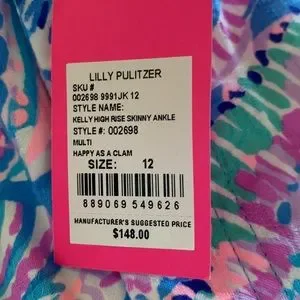 LILLY PULITZER
SKU #
002698 9991JK 12
STYLE NAME:
KELLY HIGH RISE SKINNY ANKLE
STYLE #: 002698
MULTI
HAPPY AS A CLAM
SIZE: 12
889069 549626
MANUFACTURER'S SUGGESTED PRICE
$148.00